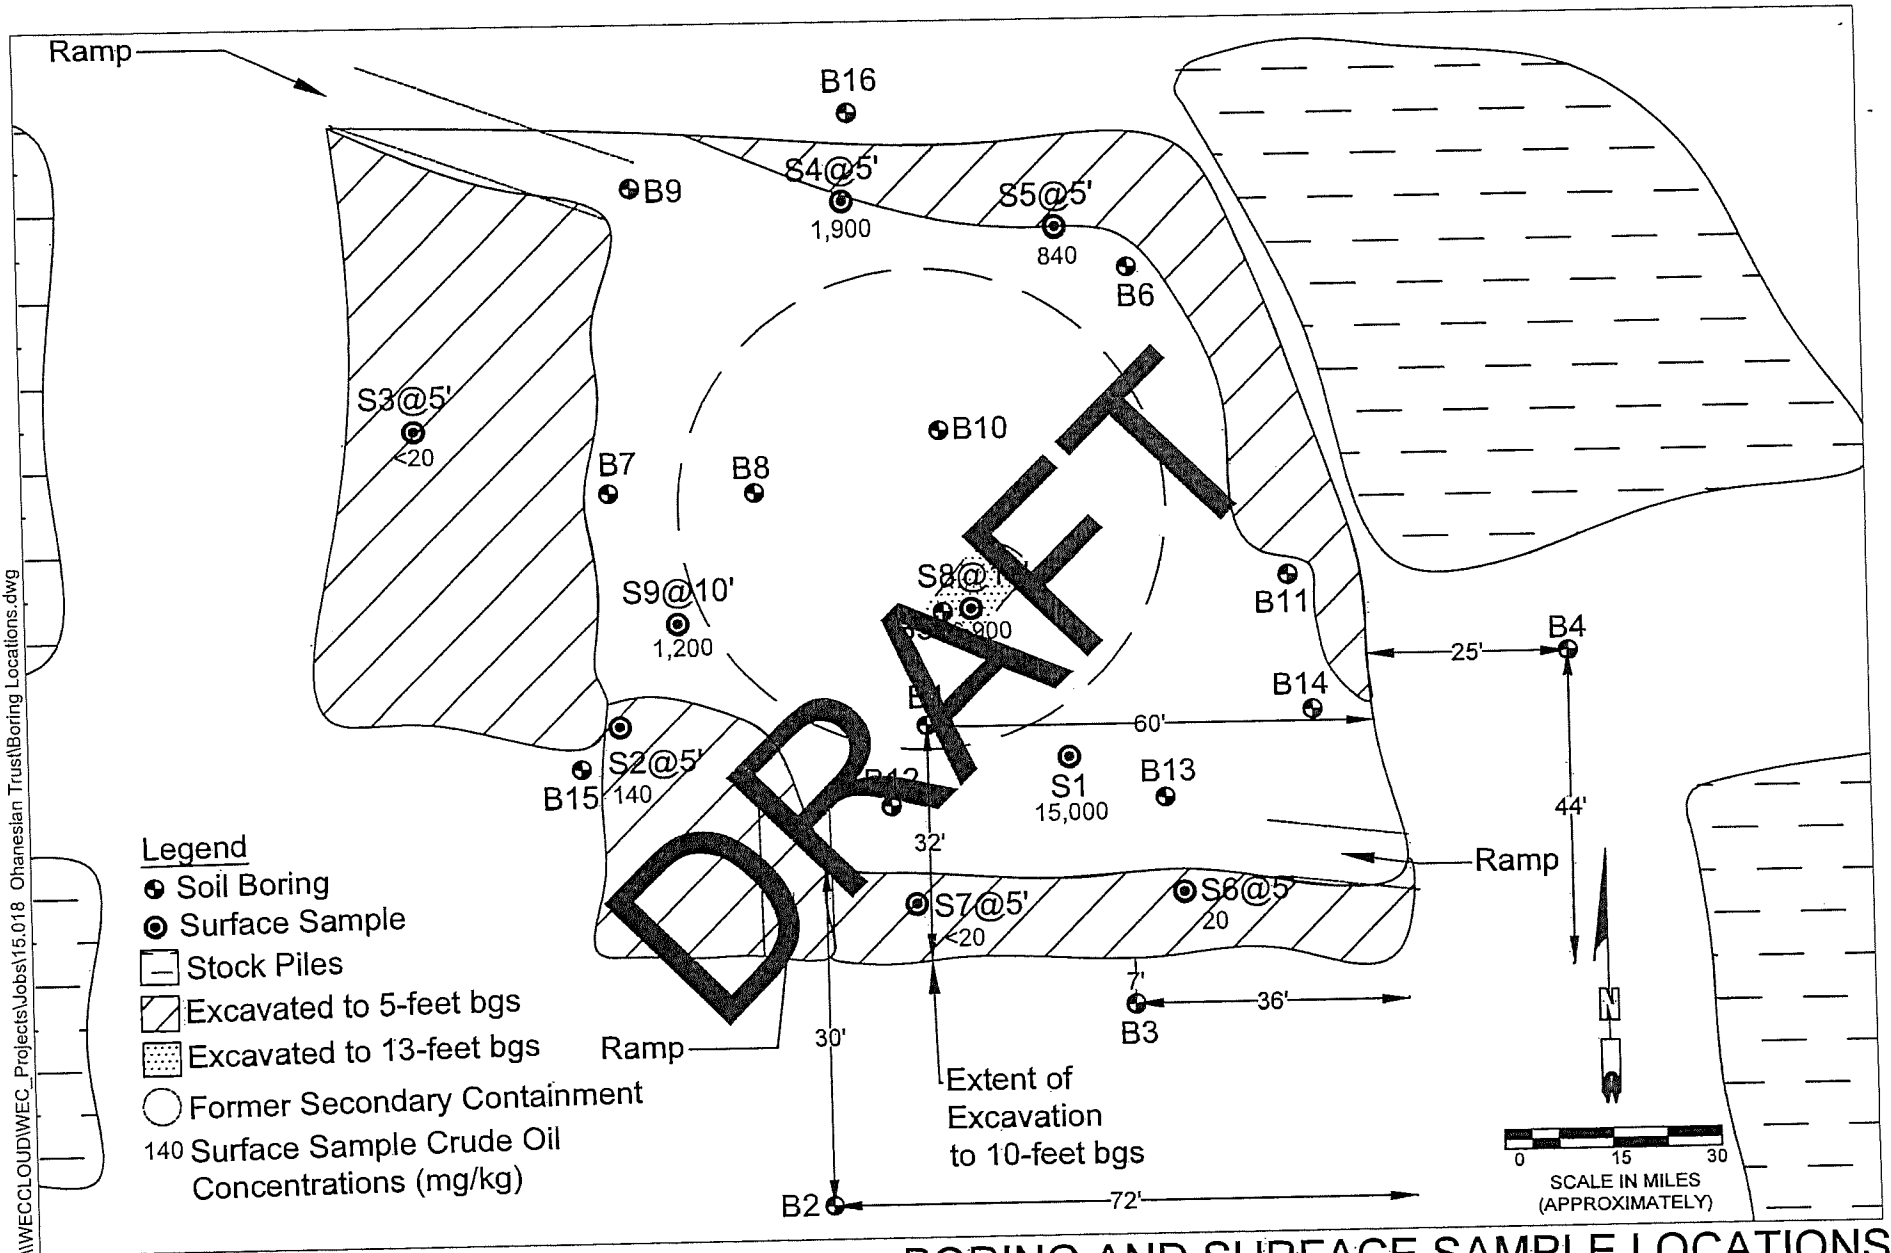 Ramp
B16
B9
S4@5'
1,900
S5@5'
840
B6
S3@5'
<20
B7
B8
B10
S9@10'
1,200
B11
B4
25'
B14
60'
S2@5'
140
B15
B12
S1
15,000
B13
44'
32'
Ramp
S7@5'
<20
S6@5'
20
7'
B3
36'
30'
Ramp
Extent of
Excavation
to 10-feet bgs
B2
72'
DRAFT
Legend
Soil Boring
Surface Sample
Stock Piles
Excavated to 5-feet bgs
Excavated to 13-feet bgs
Former Secondary Containment
140 Surface Sample Crude Oil
Concentrations (mg/kg)
N
0 15 30
SCALE IN MILES
(APPROXIMATELY)
\\WECCLOUD\WEC_Projects\Jobs\115.018 Ohanesian Trust\Boring Locations.dwg
BORING AND SURFACE SAMPLE LOCATIONS